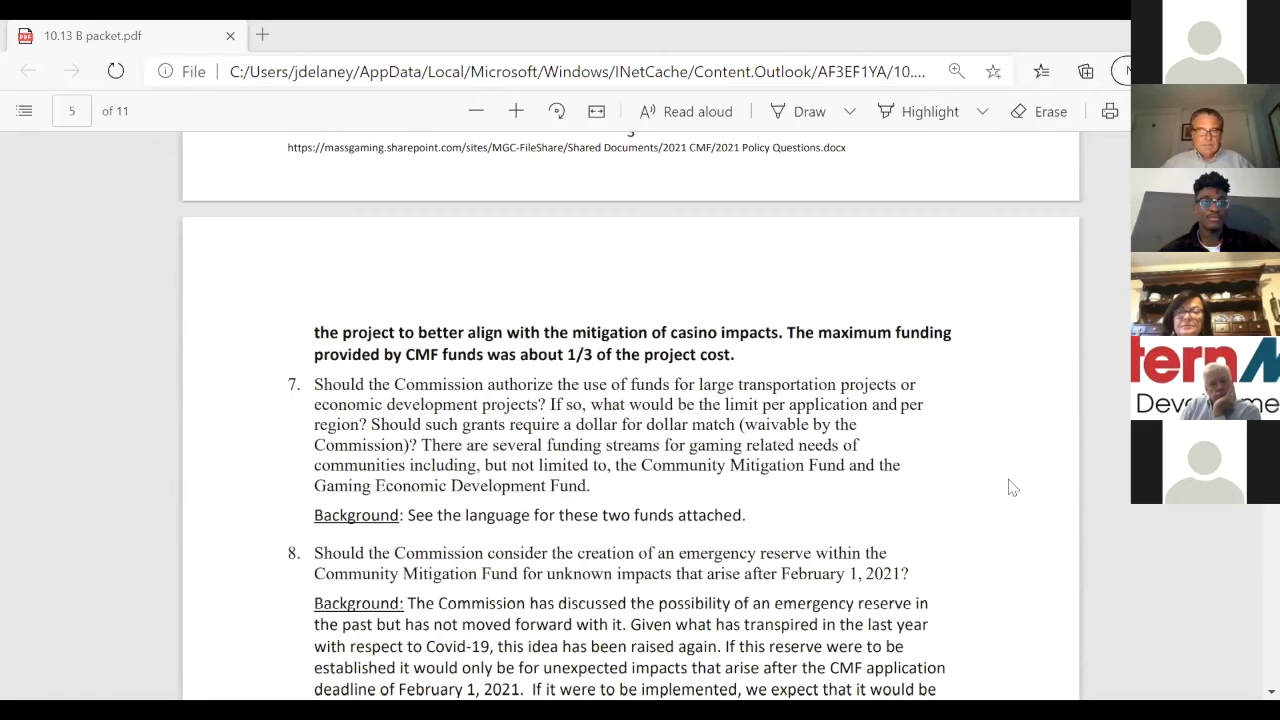 10.13 B packet.pdf
File
C:/Users/jdelaney/AppData/Local/Microsoft/Windows/INetCache/Content.Outlook/AF3EF1YA/10....
5 of 11
Read aloud
Draw
Highlight
Erase
https://massgaming.sharepoint.com/sites/MGC-FileShare/Shared Documents/2021 CMF/2021 Policy Questions.docx
the project to better align with the mitigation of casino impacts. The maximum funding
provided by CMF funds was about 1/3 of the project cost.
7. Should the Commission authorize the use of funds for large transportation projects or
economic development projects? If so, what would be the limit per application and per
region? Should such grants require a dollar for dollar match (waivable by the
Commission)? There are several funding streams for gaming related needs of
communities including, but not limited to, the Community Mitigation Fund and the
Gaming Economic Development Fund.
Background: See the language for these two funds attached.
8. Should the Commission consider the creation of an emergency reserve within the
Community Mitigation Fund for unknown impacts that arise after February 1, 2021?
Background: The Commission has discussed the possibility of an emergency reserve in
the past but has not moved forward with it. Given what has transpired in the last year
with respect to Covid-19, this idea has been raised again. If this reserve were to be
established it would only be for unexpected impacts that arise after the CMF application
deadline of February 1, 2021. If it were to be implemented, we expect that it would be
tern M
Deve
me